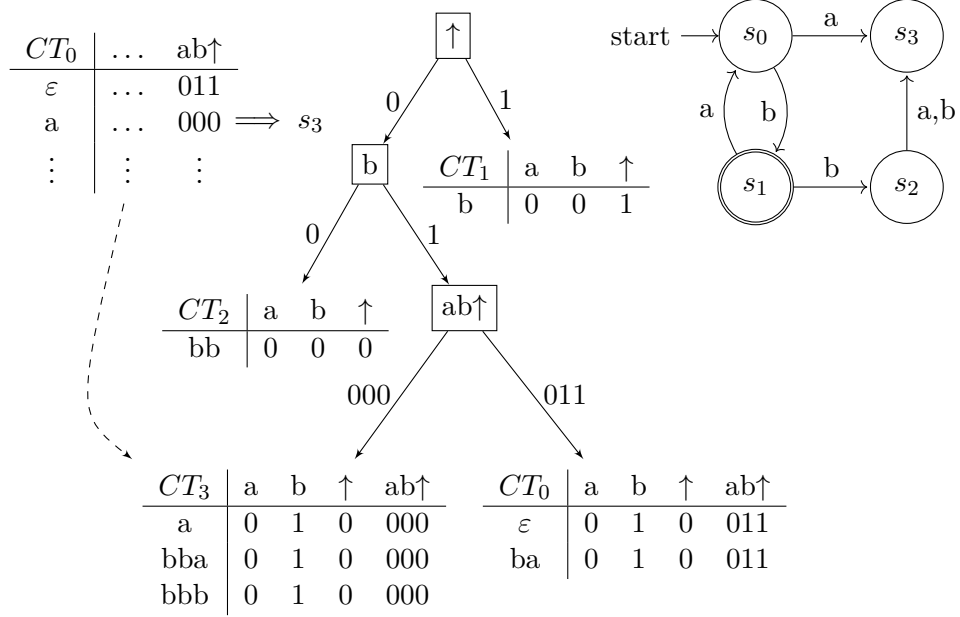 CT₀ … ab↑
ε … 011
a … 000 ⟹ s₃
⋮ ⋮ ⋮
↑
0 1
b
CT₁ a b ↑
b 0 0 1
0 1
CT₂ a b ↑
bb 0 0 0
ab↑
000 011
CT₃ a b ↑ ab↑
a 0 1 0 000
bba 0 1 0 000
bbb 0 1 0 000
CT₀ a b ↑ ab↑
ε 0 1 0 011
ba 0 1 0 011
start s₀ a s₃
a b a,b
s₁ b s₂